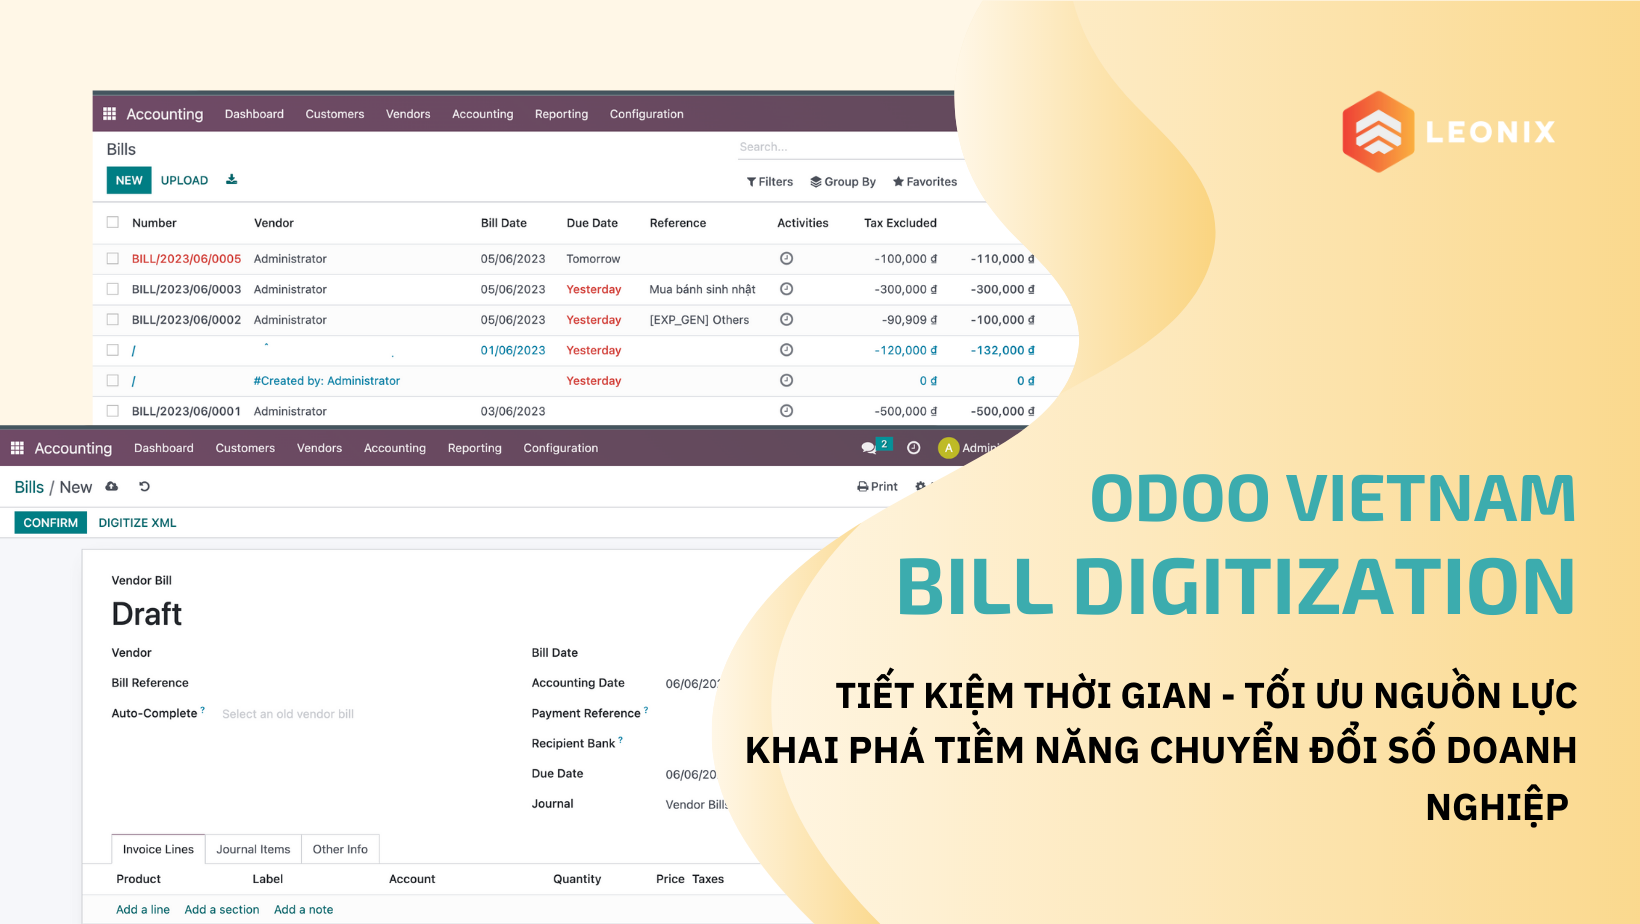 Accounting Dashboard Customers Vendors Accounting Reporting Configuration
Bills
Search...
NEW UPLOAD
Filters Group By Favorites
Number Vendor Bill Date Due Date Reference Activities Tax Excluded
BILL/2023/06/0005 Administrator 05/06/2023 Tomorrow -100,000 ₫ -110,000 ₫
BILL/2023/06/0003 Administrator 05/06/2023 Yesterday Mua bánh sinh nhật -300,000 ₫ -300,000 ₫
BILL/2023/06/0002 Administrator 05/06/2023 Yesterday [EXP_GEN] Others -90,909 ₫ -100,000 ₫
/ 01/06/2023 Yesterday -120,000 ₫ -132,000 ₫
/ #Created by: Administrator Yesterday 0 ₫ 0 ₫
BILL/2023/06/0001 Administrator 03/06/2023 -500,000 ₫ -500,000 ₫
Accounting Dashboard Customers Vendors Accounting Reporting Configuration 2 A
Bills / New Print
CONFIRM DIGITIZE XML
Vendor Bill
Draft
Vendor Bill Date
Bill Reference Accounting Date 06/06/20
Auto-Complete ? Select an old vendor bill Payment Reference ?
Recipient Bank ?
Due Date 06/06/20
Journal Vendor Bills
Invoice Lines Journal Items Other Info
Product Label Account Quantity Price Taxes
Add a line Add a section Add a note
LEONIX
ODOO VIETNAM
BILL DIGITIZATION
TIẾT KIỆM THỜI GIAN - TỐI ƯU NGUỒN LỰC
KHAI PHÁ TIỀM NĂNG CHUYỂN ĐỔI SỐ DOANH
NGHIỆP